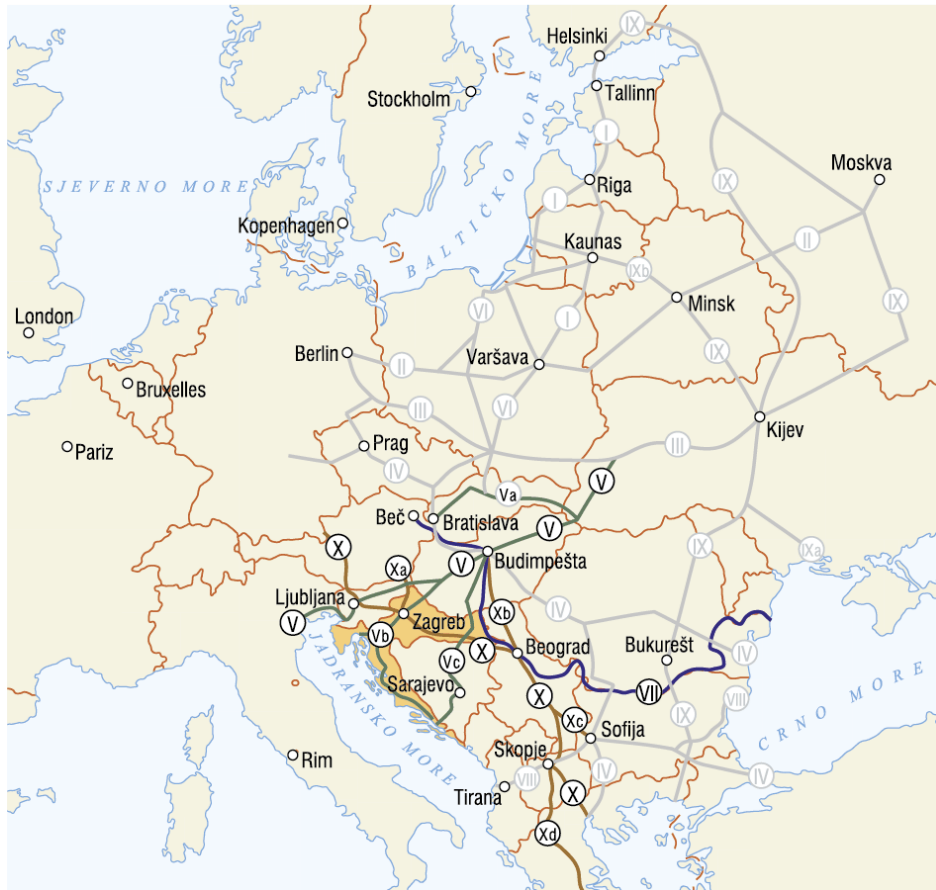 IX
Helsinki
Stockholm
Tallinn
I
Moskva
SJEVERNO MORE
BALTIČKO MORE
Riga
IX
I
Kopenhagen
II
Kaunas
IXb
Minsk
IX
London
VI
I
IX
Berlin
Varšava
II
Bruxelles
VI
III
Kijev
Pariz
Prag
III
IV
V
Va
Beč
Bratislava
V
X
IXa
IX
Xa
V
Budimpešta
Ljubljana
V
Zagreb
Xb
IV
Vb
X
Beograd
Bukurešt
IV
Vc
Sarajevo
X
VII
VIII
JADRANSKO MORE
CRNO MORE
Xc
Sofija
IX
Skopje
Rim
VIII
IV
IV
Tirana
X
Xd